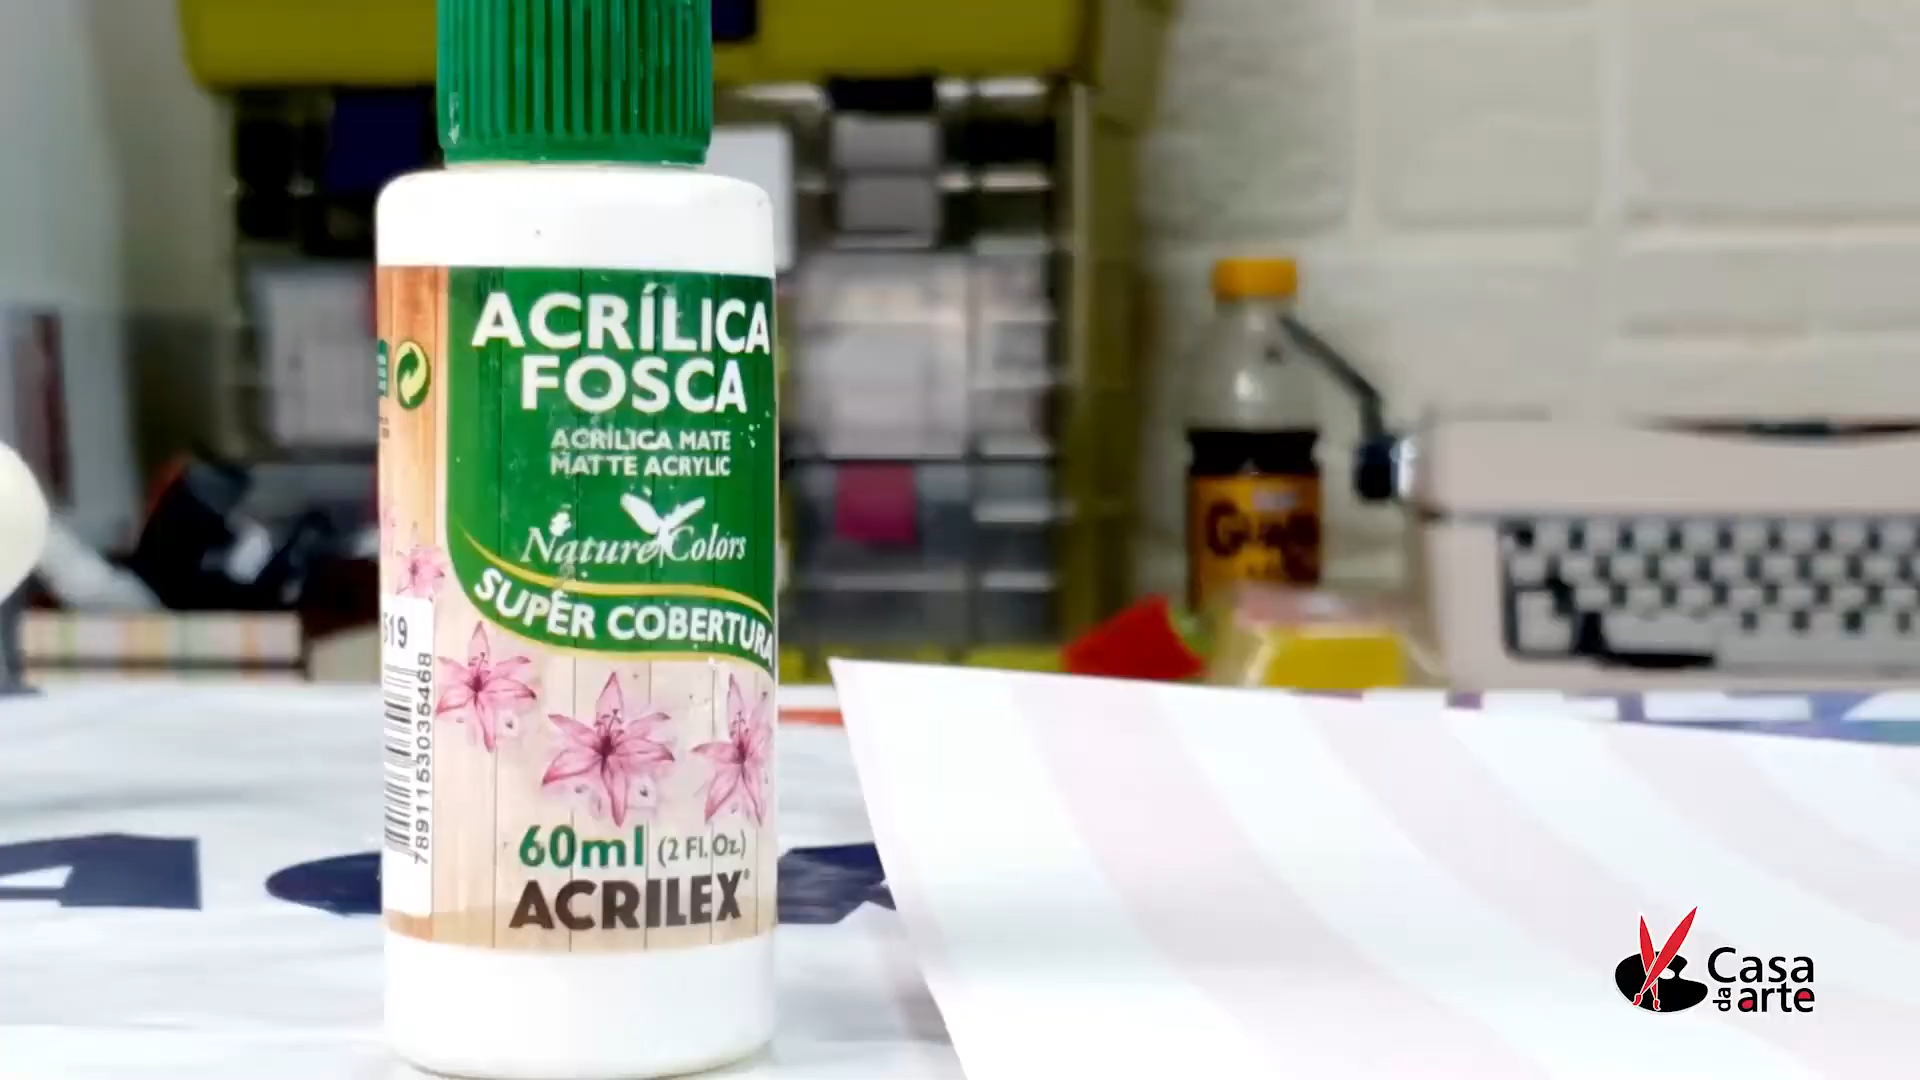 ACRÍLICA
FOSCA
ACRÍLICA MATE
MATTE ACRYLIC
Nature Colors
SUPER COBERTURA
519
7891153035468
60ml (2 Fl. Oz.)
ACRILEX®
Casa
da arte